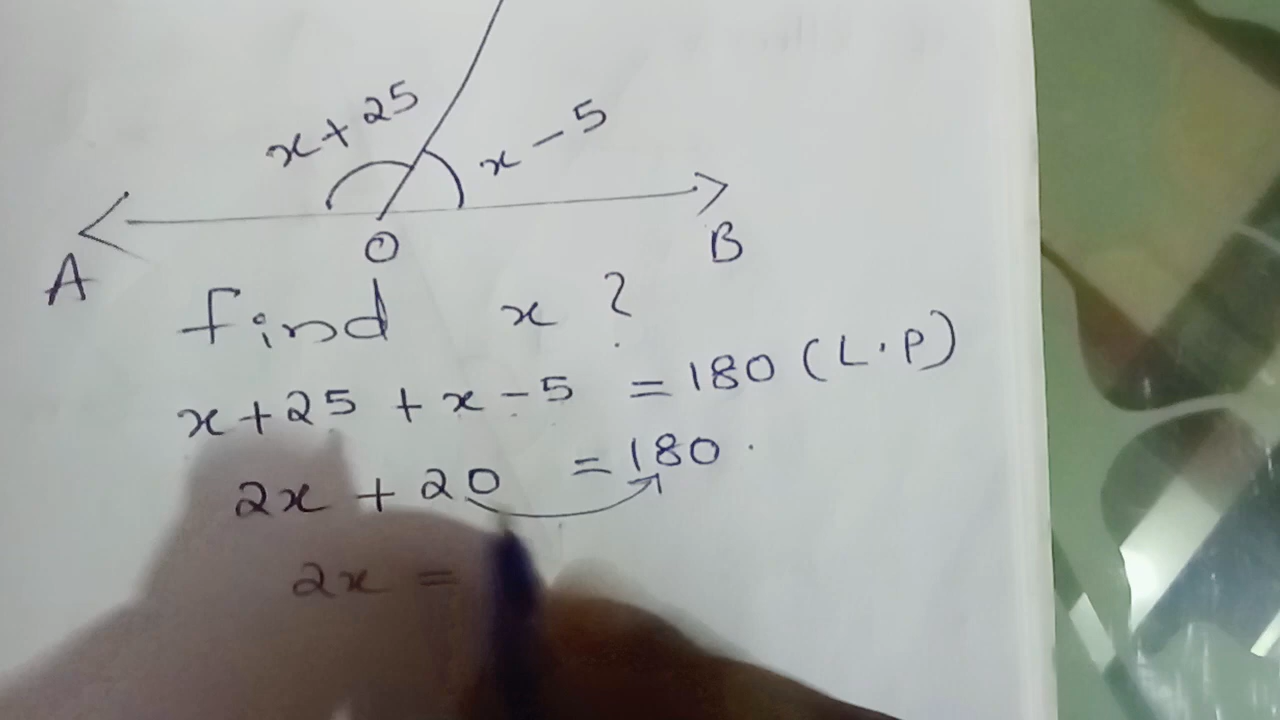 x + 25
x - 5
A
O
B
find x ?
x + 25 + x - 5 = 180 (L.P)
2x + 20 = 180
2x =